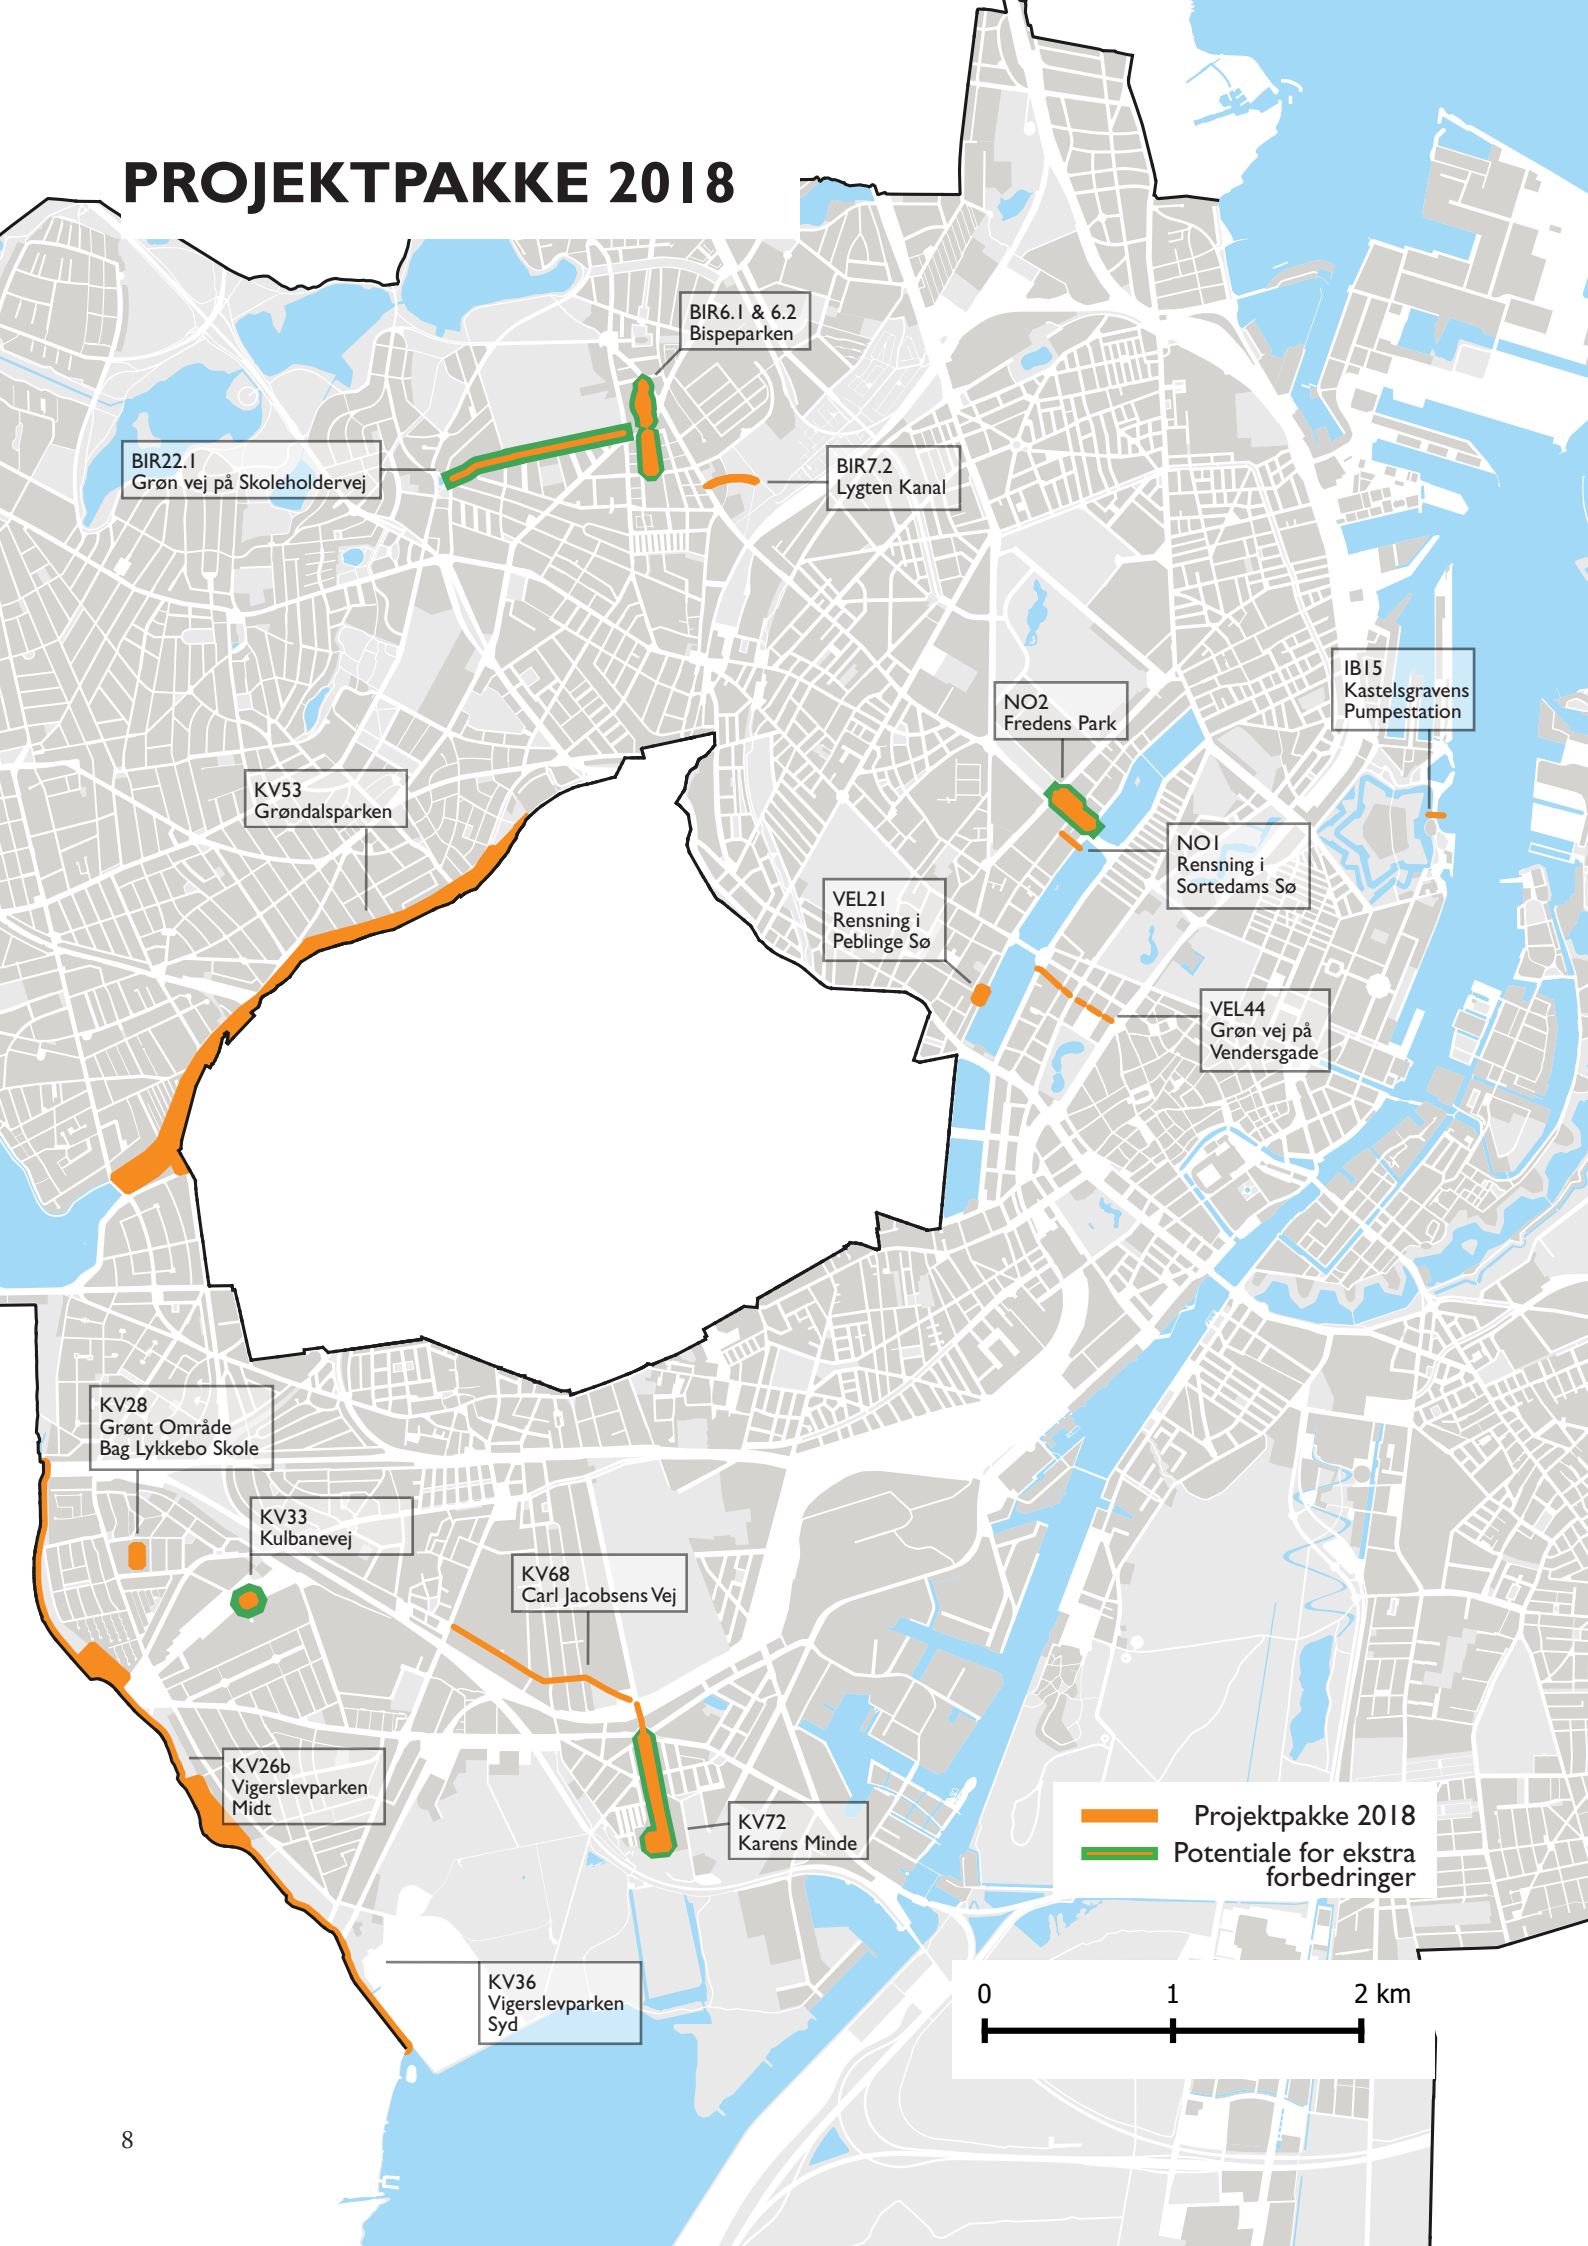 PROJEKTPAKKE 2018
BIR6.1 & 6.2
Bispeparken
BIR22.1
Grøn vej på Skoleholdervej
BIR7.2
Lygten Kanal
IB15
Kastelsgravens
Pumpestation
NO2
Fredens Park
KV53
Grøndalsparken
NO1
Rensning i
Sortedams Sø
VEL21
Rensning i
Peblinge Sø
VEL44
Grøn vej på
Vendersgade
KV28
Grønt Område
Bag Lykkebo Skole
KV33
Kulbanevej
KV68
Carl Jacobsens Vej
KV26b
Vigerslevparken
Midt
KV72
Karens Minde
Projektpakke 2018
Potentiale for ekstra
forbedringer
KV36
Vigerslevparken
Syd
0 1 2 km
8